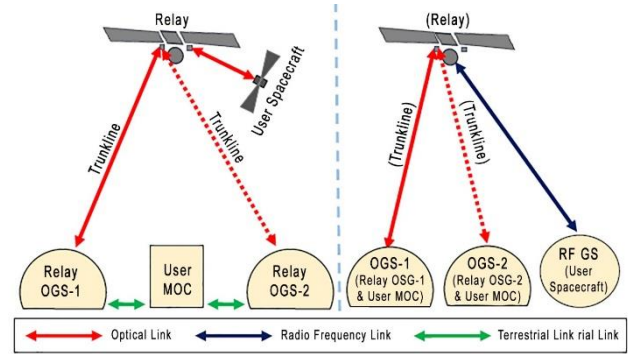 Relay
User Spacecraft
Trunkline
Trunkline
Relay
OGS-1
User
MOC
Relay
OGS-2
(Relay)
(Trunkline)
(Trunkline)
OGS-1
(Relay OSG-1
& User MOC)
OGS-2
(Relay OSG-2
& User MOC)
RF GS
(User
Spacecraft)
Optical Link
Radio Frequency Link
Terrestrial Link rial Link